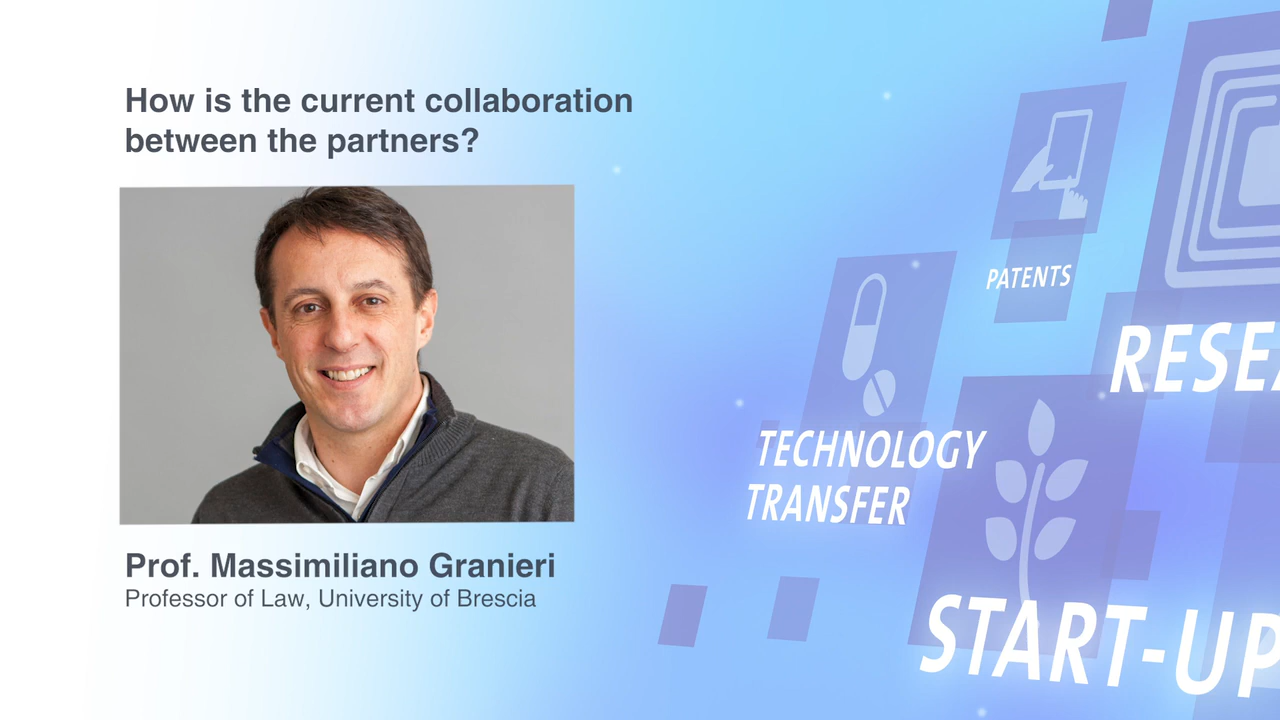 How is the current collaboration
between the partners?
Prof. Massimiliano Granieri
Professor of Law, University of Brescia
PATENTS
RESEA
TECHNOLOGY
TRANSFER
START-UP